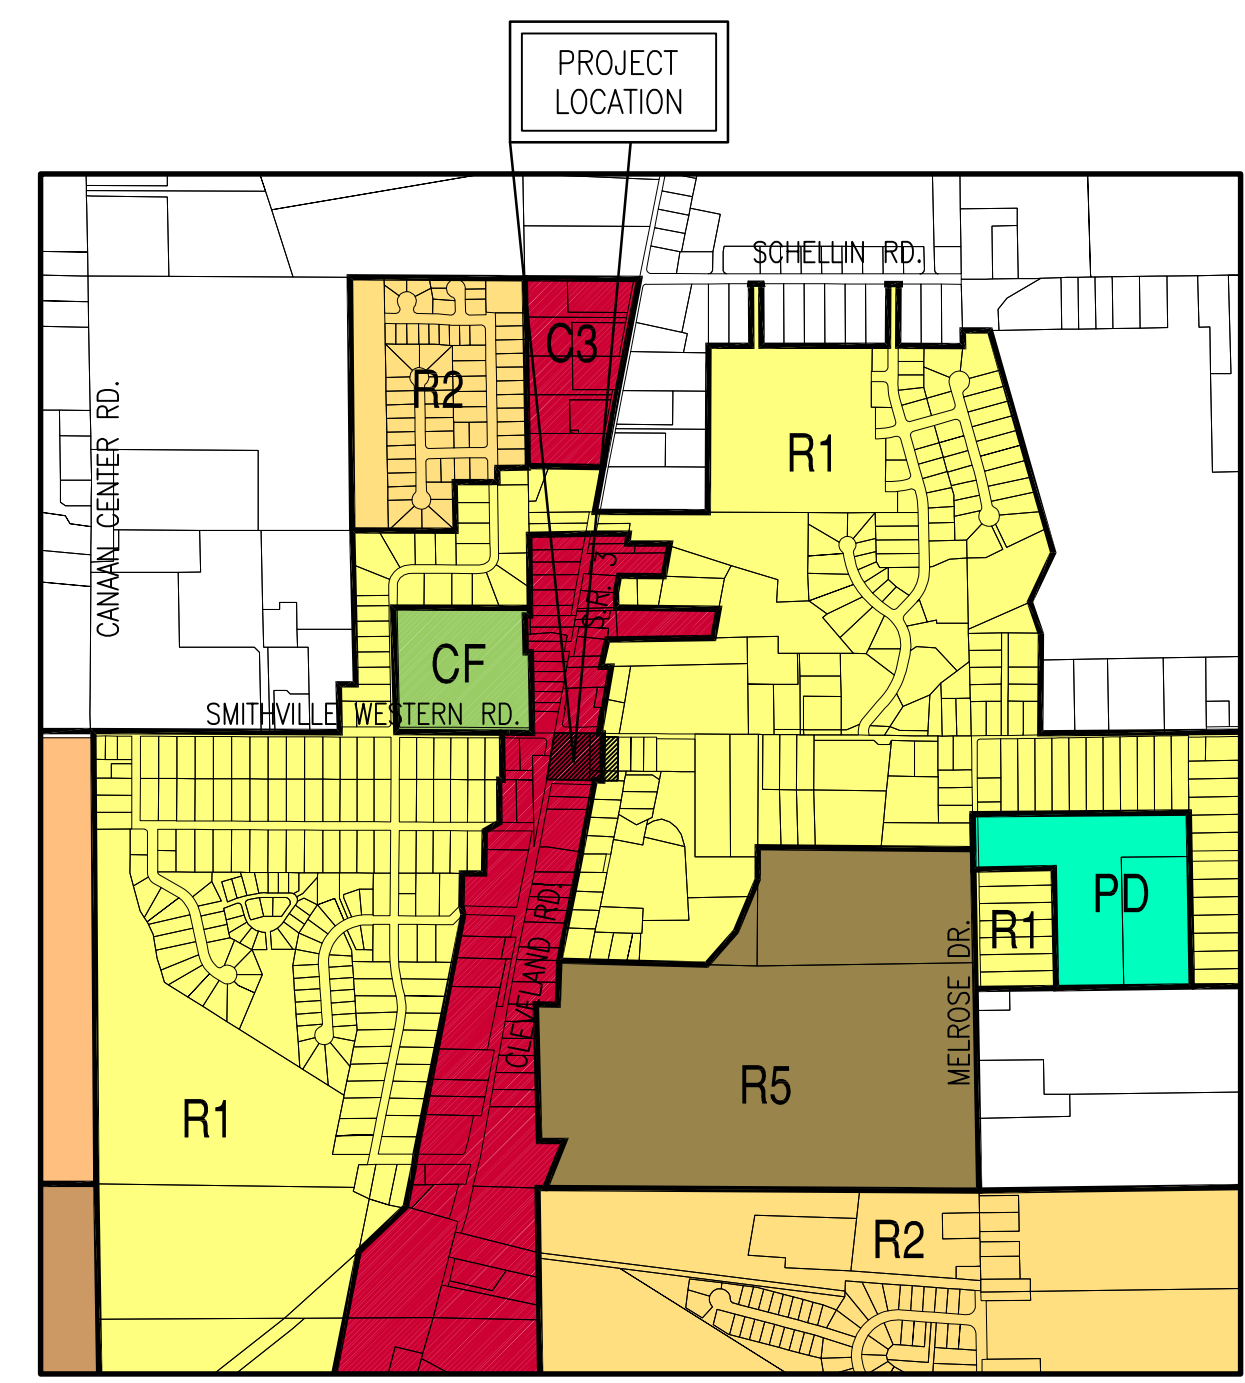 PROJECT
LOCATION
SCHELLIN RD.
C3
R2
R1
CANAAN CENTER RD.
S.R. 3
CF
SMITHVILLE WESTERN RD.
PD
R1
CLEVELAND RD.
MELROSE DR.
R5
R1
R2